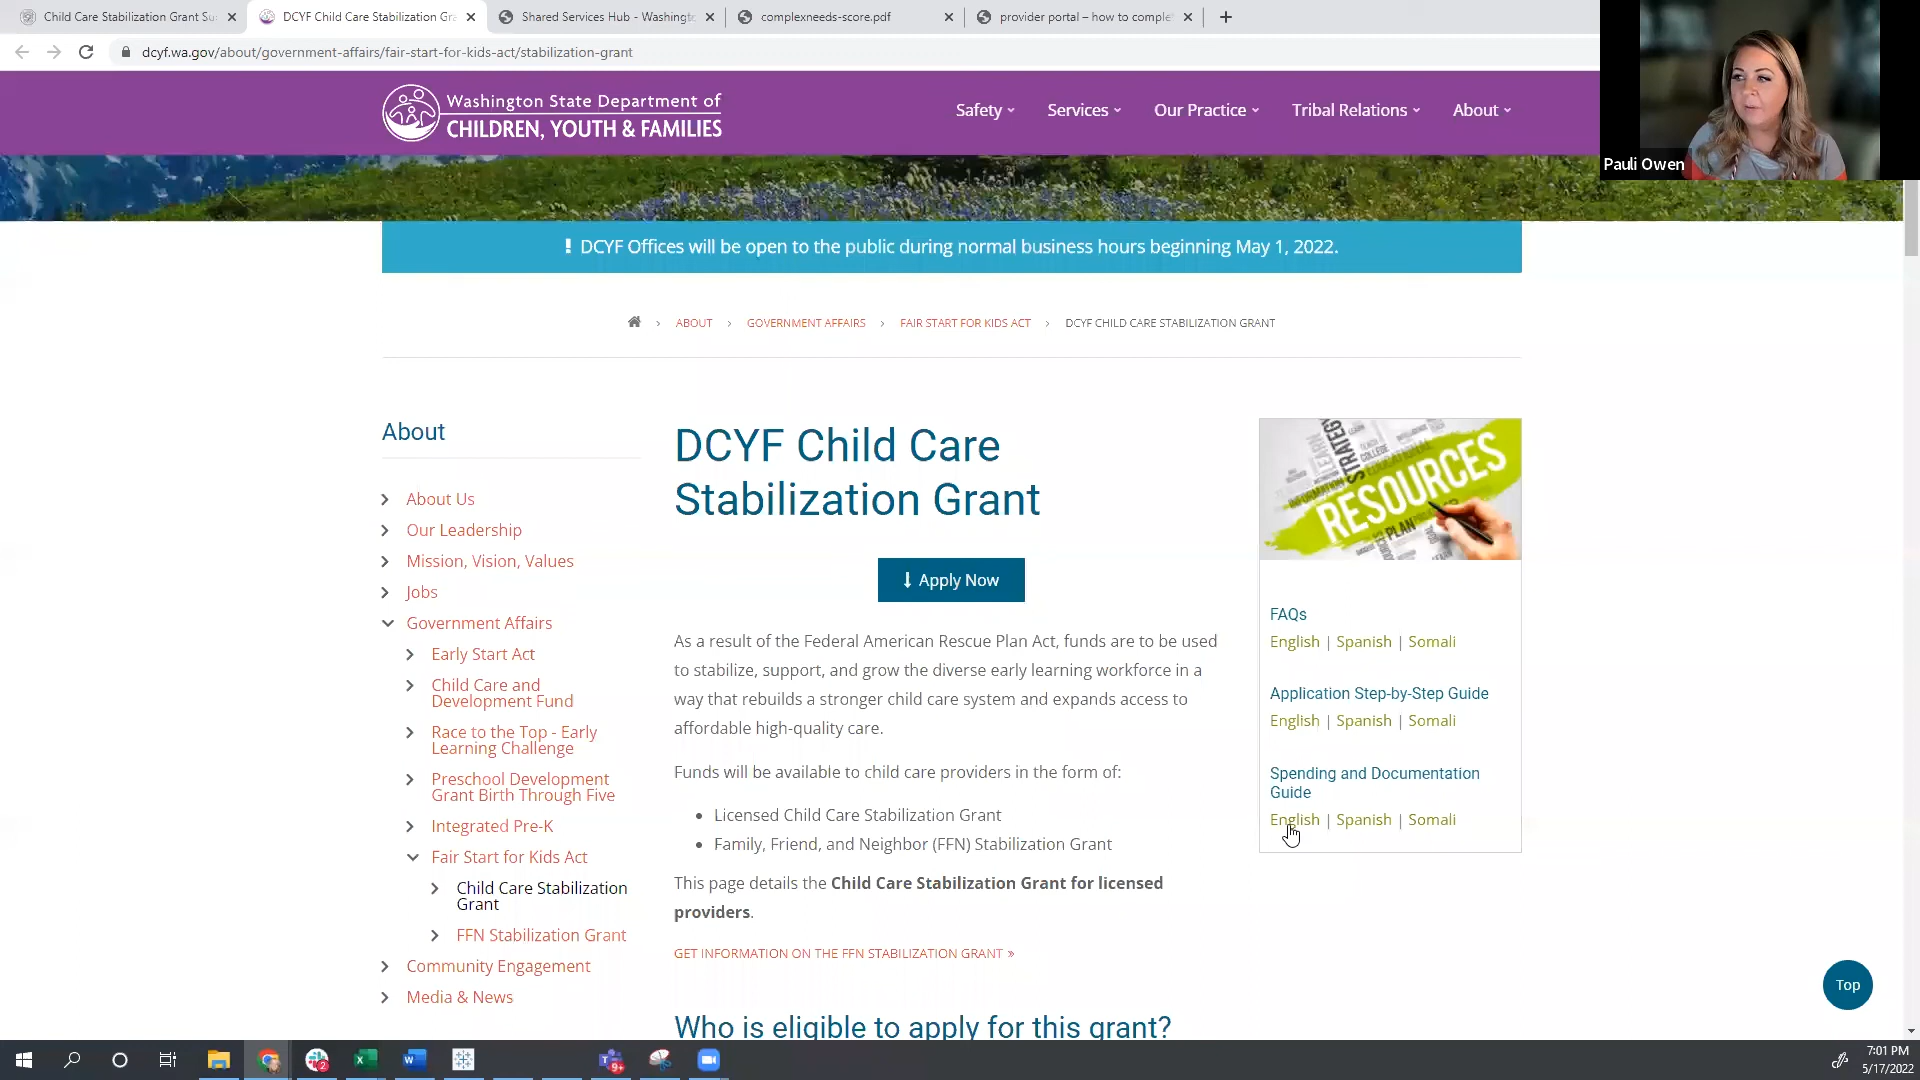 Child Care Stabilization Grant Su
DCYF Child Care Stabilization Gra
Shared Services Hub - Washingt
complexneeds-score.pdf
provider portal – how to comple
dcyf.wa.gov/about/government-affairs/fair-start-for-kids-act/stabilization-grant
Washington State Department of
CHILDREN, YOUTH & FAMILIES
Safety
Services
Our Practice
Tribal Relations
About
Pauli Owen
! DCYF Offices will be open to the public during normal business hours beginning May 1, 2022.
ABOUT > GOVERNMENT AFFAIRS > FAIR START FOR KIDS ACT > DCYF CHILD CARE STABILIZATION GRANT
About
About Us
Our Leadership
Mission, Vision, Values
Jobs
Government Affairs
Early Start Act
Child Care and
Development Fund
Race to the Top - Early
Learning Challenge
Preschool Development
Grant Birth Through Five
Integrated Pre-K
Fair Start for Kids Act
Child Care Stabilization
Grant
FFN Stabilization Grant
Community Engagement
Media & News
DCYF Child Care
Stabilization Grant
Apply Now
As a result of the Federal American Rescue Plan Act, funds are to be used
to stabilize, support, and grow the diverse early learning workforce in a
way that rebuilds a stronger child care system and expands access to
affordable high-quality care.
Funds will be available to child care providers in the form of:
• Licensed Child Care Stabilization Grant
• Family, Friend, and Neighbor (FFN) Stabilization Grant
This page details the Child Care Stabilization Grant for licensed
providers.
GET INFORMATION ON THE FFN STABILIZATION GRANT »
Who is eligible to apply for this grant?
STRATEGY
RESOURCES
PLAN
FAQs
English | Spanish | Somali
Application Step-by-Step Guide
English | Spanish | Somali
Spending and Documentation
Guide
English | Spanish | Somali
Top
2
9+
7:01 PM
5/17/2022